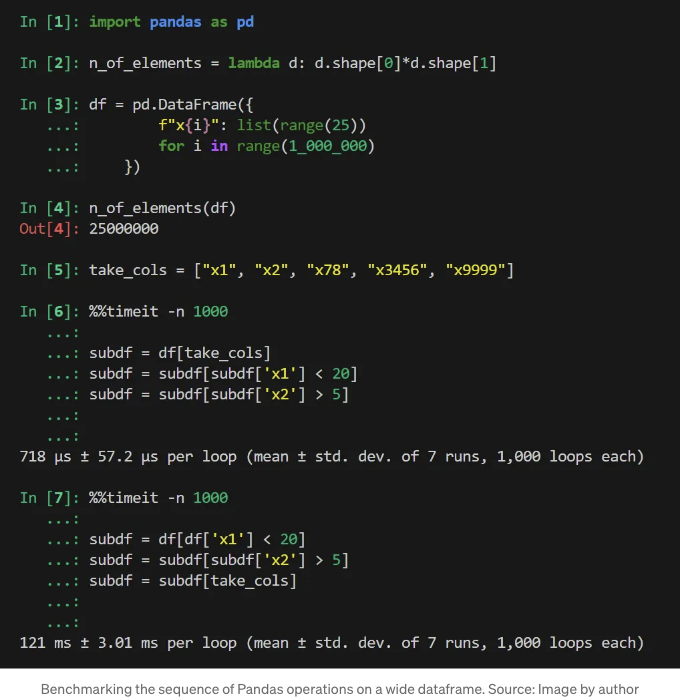 In [1]: import pandas as pd
In [2]: n_of_elements = lambda d: d.shape[0]*d.shape[1]
In [3]: df = pd.DataFrame({
...: f"x{i}": list(range(25))
...: for i in range(1_000_000)
...: })
In [4]: n_of_elements(df)
Out[4]: 25000000
In [5]: take_cols = ["x1", "x2", "x78", "x3456", "x9999"]
In [6]: %%timeit -n 1000
...:
...: subdf = df[take_cols]
...: subdf = subdf[subdf['x1'] < 20]
...: subdf = subdf[subdf['x2'] > 5]
...:
...:
718 µs ± 57.2 µs per loop (mean ± std. dev. of 7 runs, 1,000 loops each)
In [7]: %%timeit -n 1000
...:
...: subdf = df[df['x1'] < 20]
...: subdf = subdf[subdf['x2'] > 5]
...: subdf = subdf[take_cols]
...:
...:
121 ms ± 3.01 ms per loop (mean ± std. dev. of 7 runs, 1,000 loops each)
Benchmarking the sequence of Pandas operations on a wide dataframe. Source: Image by author